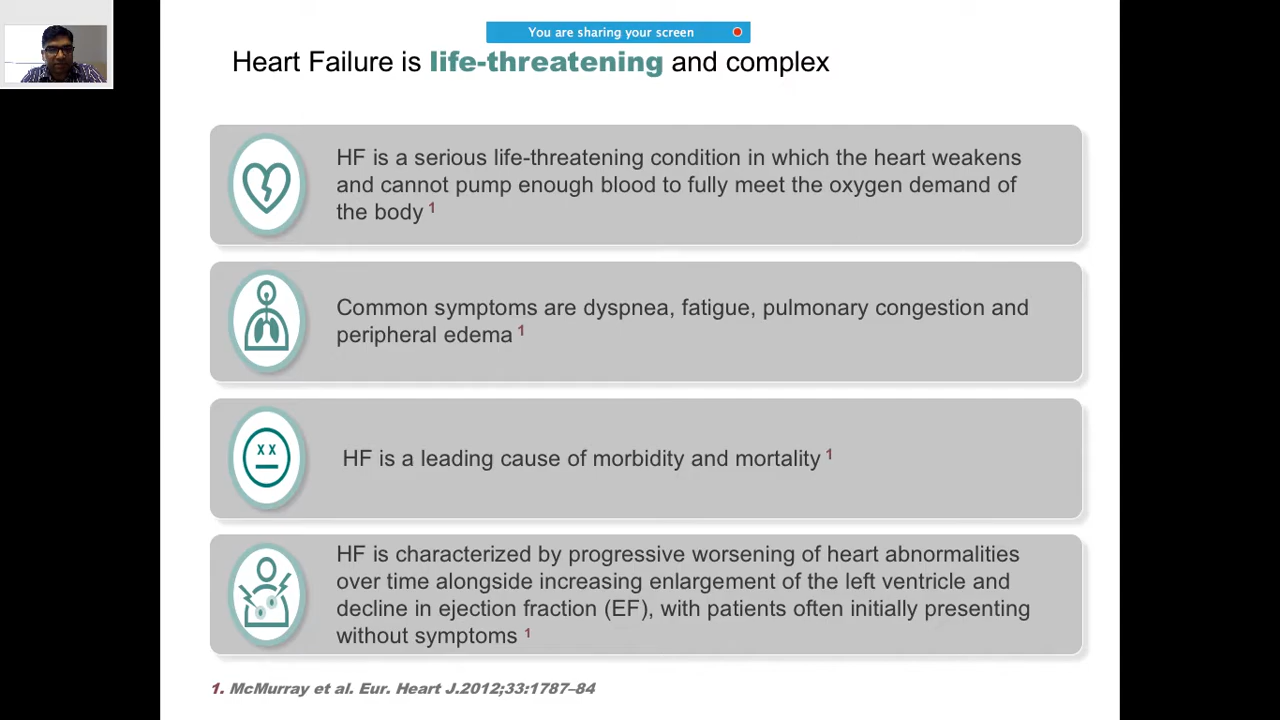 You are sharing your screen
Heart Failure is life-threatening and complex
HF is a serious life-threatening condition in which the heart weakens
and cannot pump enough blood to fully meet the oxygen demand of
the body 1
Common symptoms are dyspnea, fatigue, pulmonary congestion and
peripheral edema 1
HF is a leading cause of morbidity and mortality 1
HF is characterized by progressive worsening of heart abnormalities
over time alongside increasing enlargement of the left ventricle and
decline in ejection fraction (EF), with patients often initially presenting
without symptoms 1
1. McMurray et al. Eur. Heart J.2012;33:1787–84